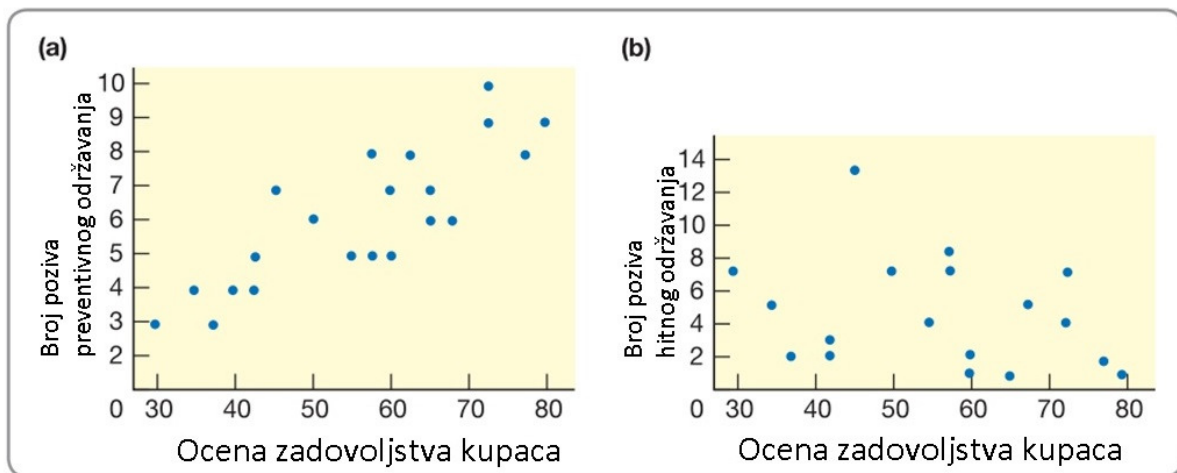 (a)
Broj poziva
preventivnog održavanja
10
9
8
7
6
5
4
3
2
0 30 40 50 60 70 80
Ocena zadovoljstva kupaca
(b)
Broj poziva
hitnog održavanja
14
12
10
8
6
4
2
0 30 40 50 60 70 80
Ocena zadovoljstva kupaca